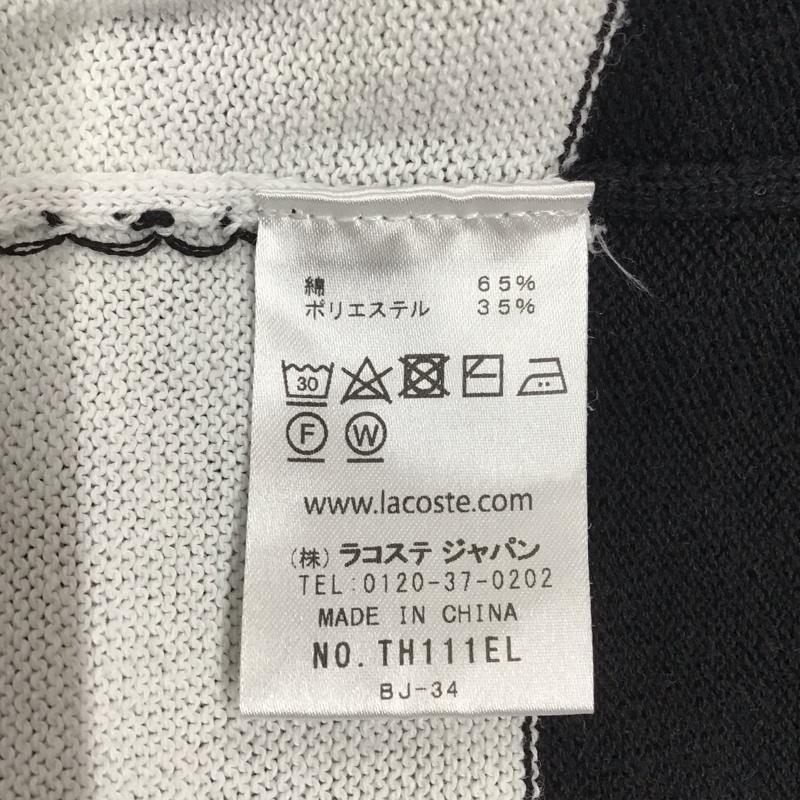 綿 65%
ポリエステル 35%
30
F W
www.lacoste.com
（株）ラコステ ジャパン
TEL:0120-37-0202
MADE IN CHINA
NO. TH111EL
BJ-34